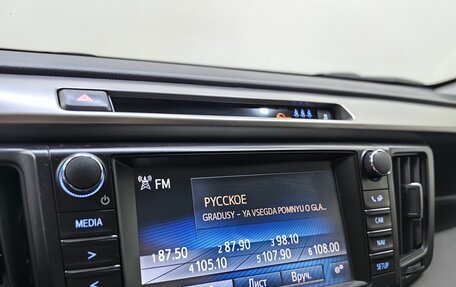 FM
РУССКОЕ
GRADUSY – YA VSEGDA POMNYU O GLA...
MEDIA
1 87.50 2 87.90 3 98.10
4 105.10 5 107.90 6 108.00
Лист Вруч.
CAR
NAV
SETUP